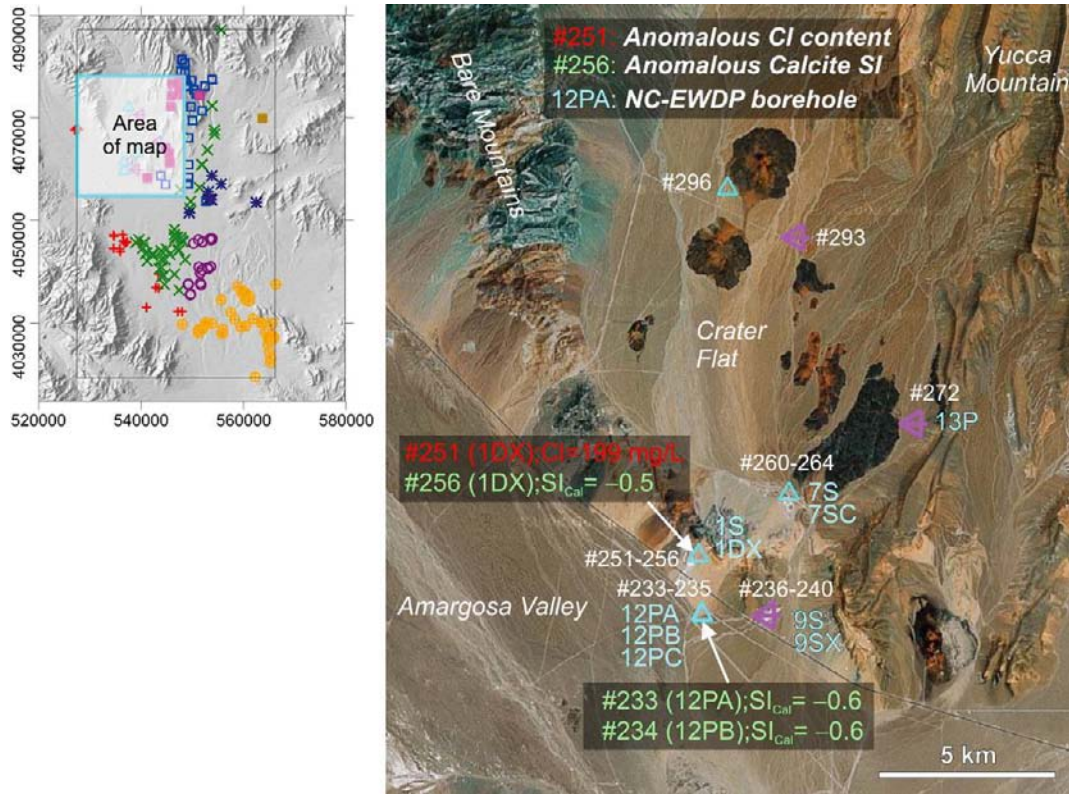 4090000
4070000
4050000
4030000
520000
540000
560000
580000
Area
of map
#251: Anomalous Cl content
#256: Anomalous Calcite SI
12PA: NC-EWDP borehole
Bare Mountains
Yucca
Mountain
#296
#293
Crater
Flat
#272
13P
#251 (1DX);Cl=199 mg/L
#256 (1DX);SICal= −0.5
#260-264
7S
7SC
1S
1DX
#251-256
#233-235
#236-240
Amargosa Valley
12PA
12PB
12PC
9S
9SX
#233 (12PA);SICal= −0.6
#234 (12PB);SICal= −0.6
5 km